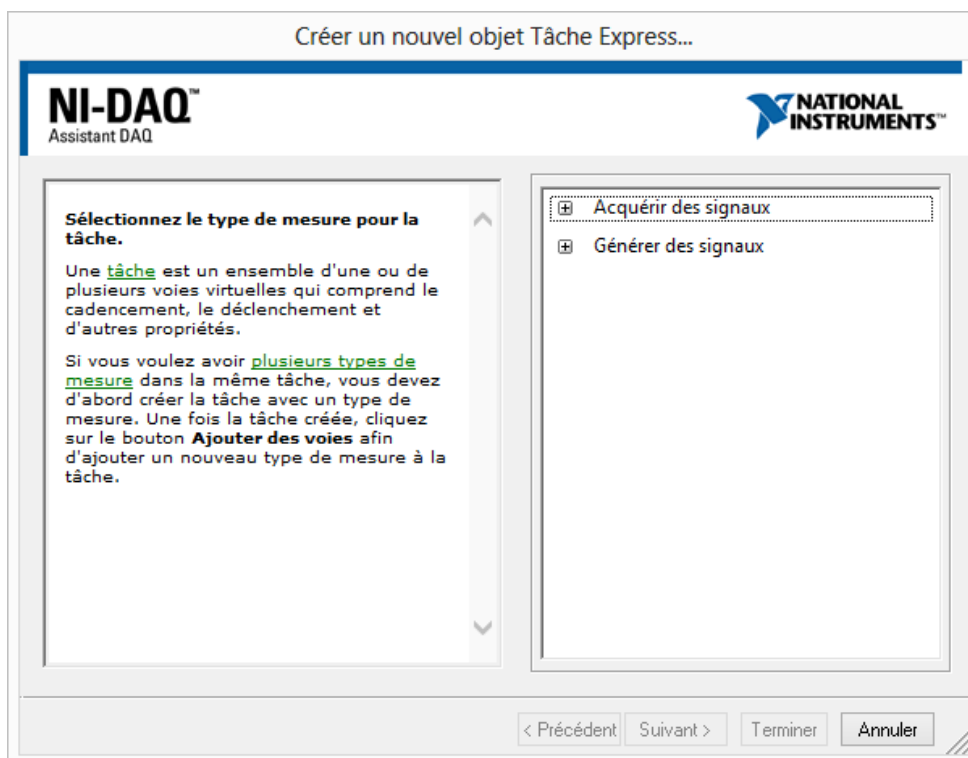 Créer un nouvel objet Tâche Express...
NI-DAQ™
Assistant DAQ
NATIONAL
INSTRUMENTS™
Sélectionnez le type de mesure pour la
tâche.
Une tâche est un ensemble d'une ou de
plusieurs voies virtuelles qui comprend le
cadencement, le déclenchement et
d'autres propriétés.
Si vous voulez avoir plusieurs types de
mesure dans la même tâche, vous devez
d'abord créer la tâche avec un type de
mesure. Une fois la tâche créée, cliquez
sur le bouton Ajouter des voies afin
d'ajouter un nouveau type de mesure à la
tâche.
Acquérir des signaux
Générer des signaux
< Précédent Suivant > Terminer Annuler